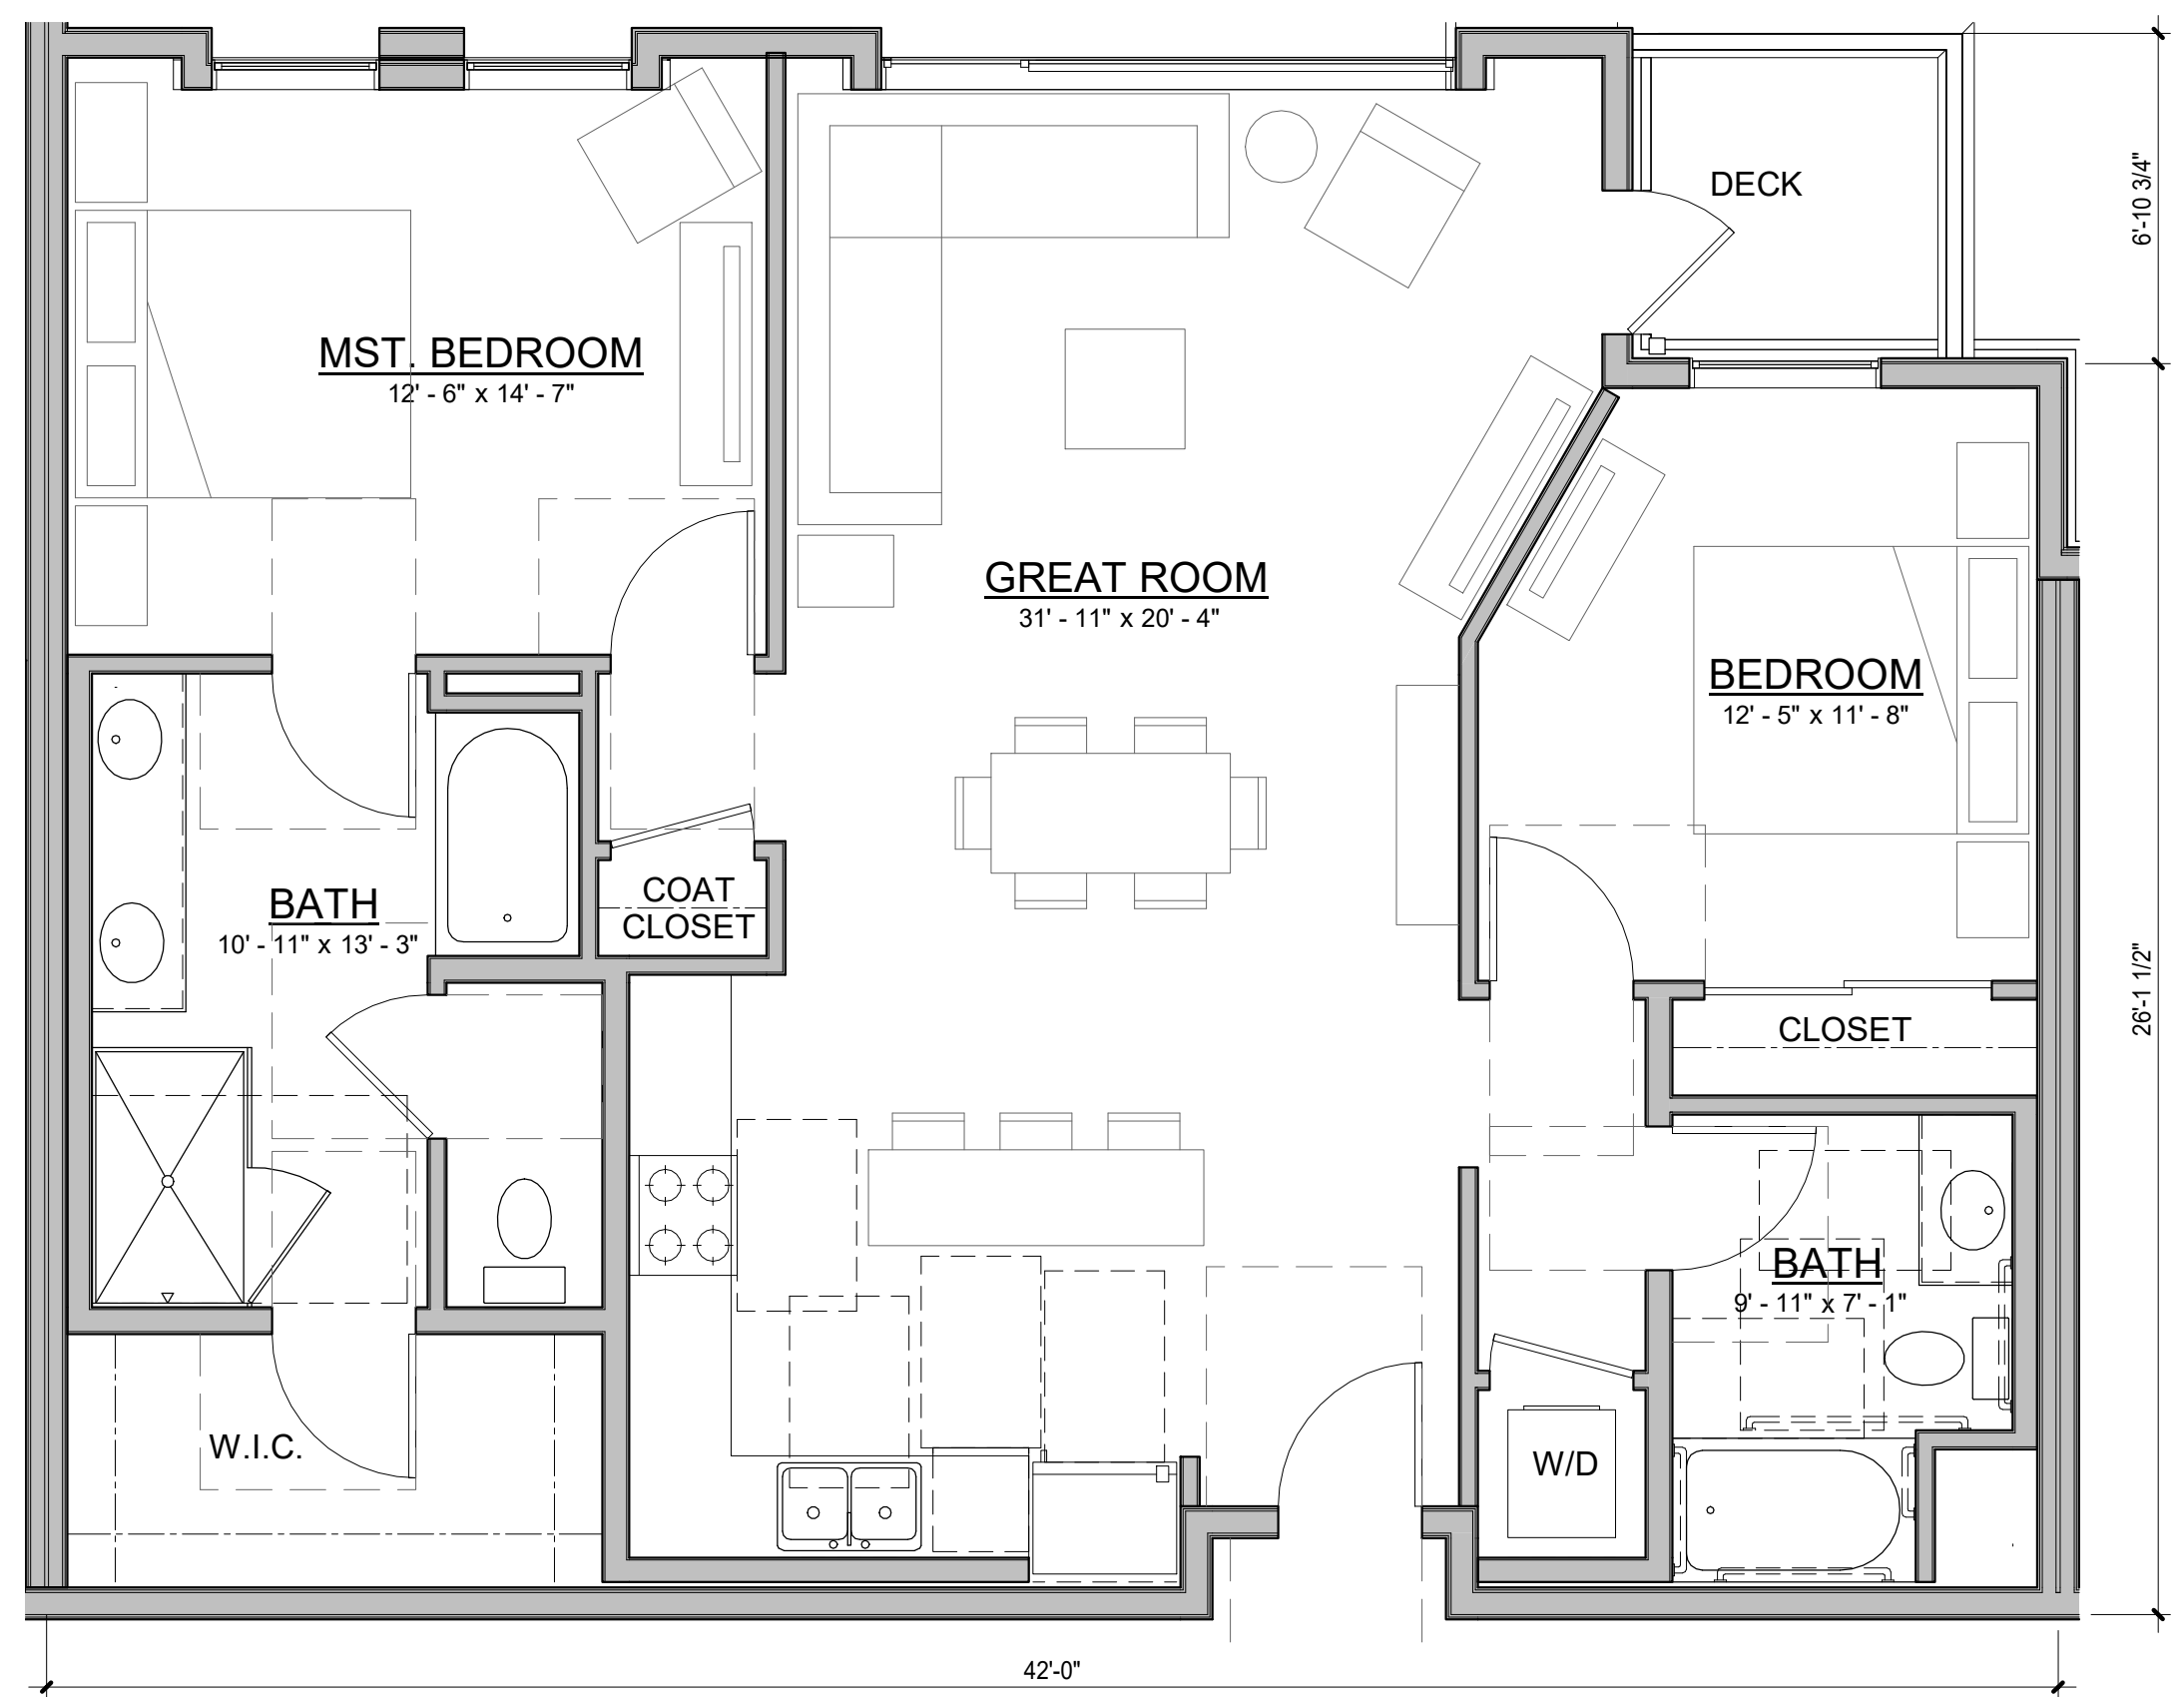 DECK
6'-10 3/4"
MST. BEDROOM
12' - 6" x 14' - 7"
GREAT ROOM
31' - 11" x 20' - 4"
BEDROOM
12' - 5" x 11' - 8"
COAT
CLOSET
BATH
10' - 11" x 13' - 3"
26'-1 1/2"
CLOSET
BATH
9' - 11" x 7' - 1"
W.I.C.
W/D
42'-0"